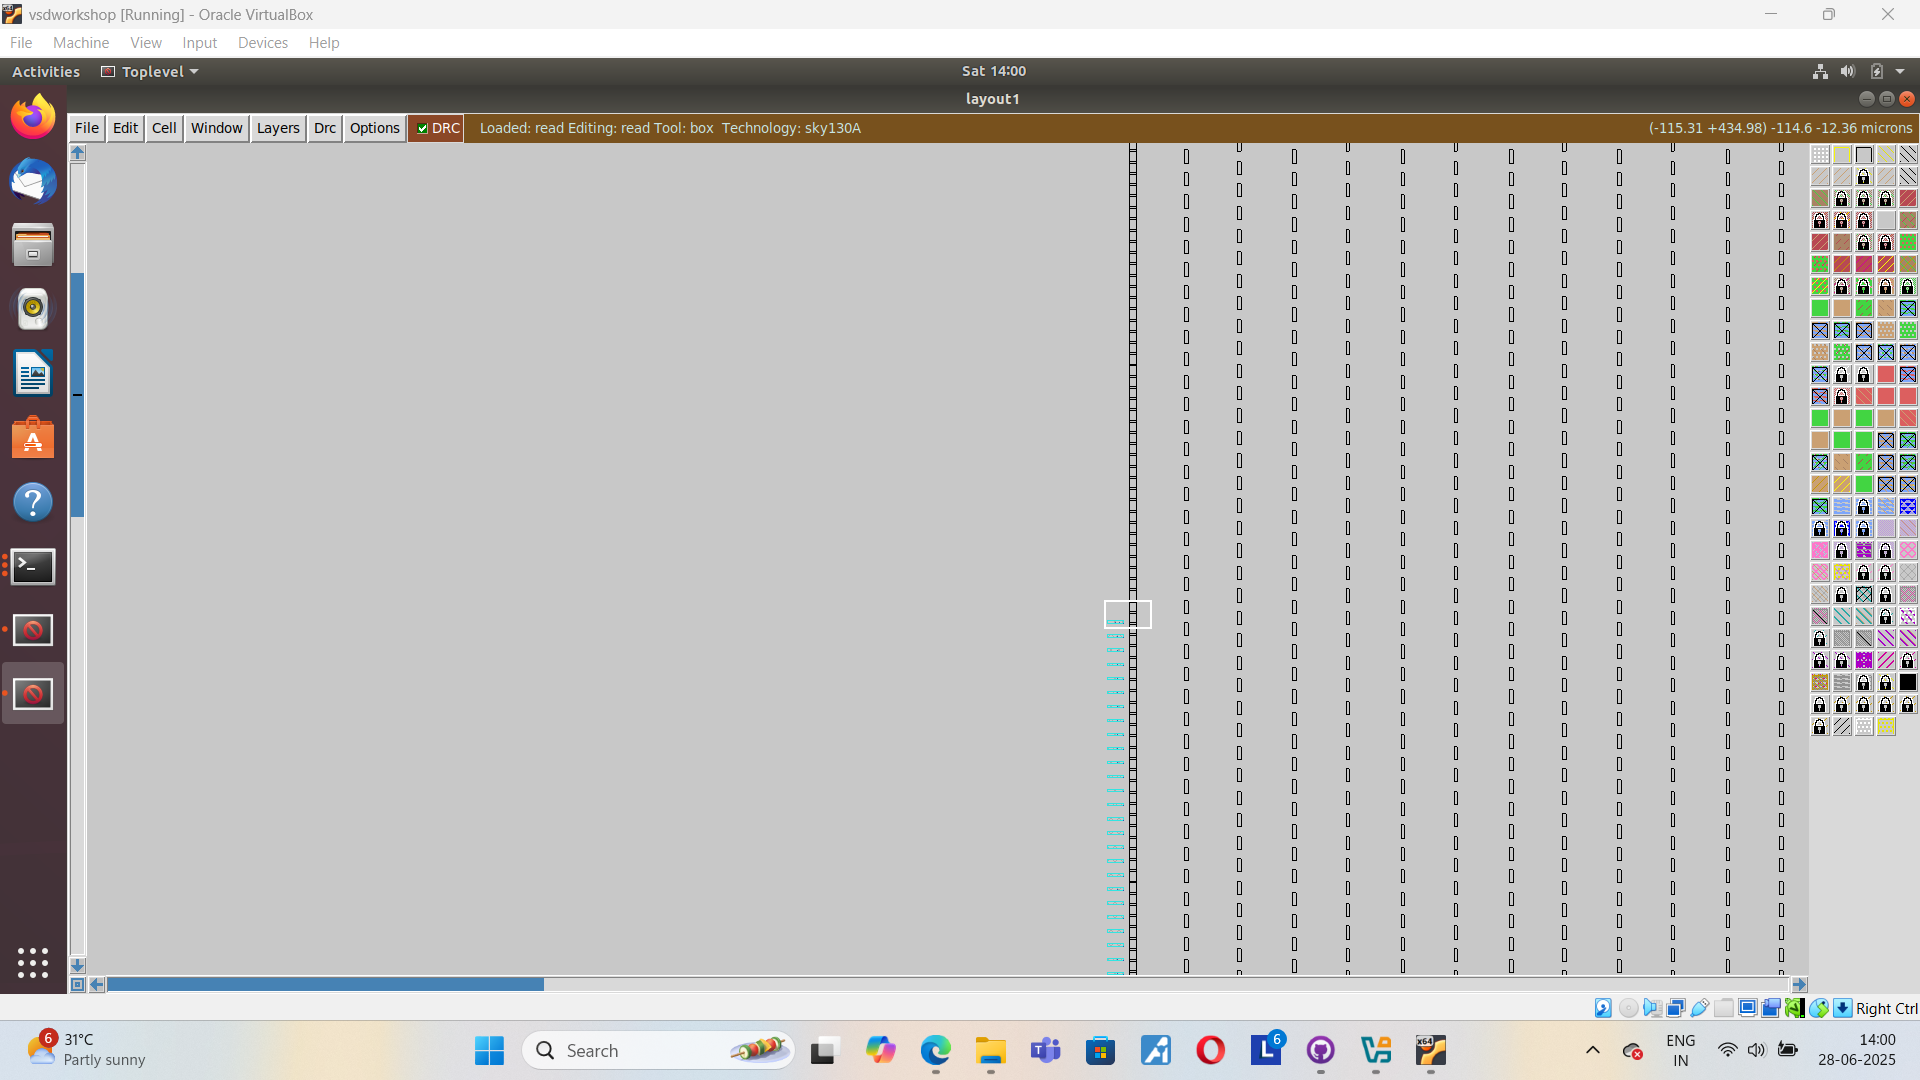 vsdworkshop [Running] - Oracle VirtualBox
File Machine View Input Devices Help
Activities Toplevel Sat 14:00
layout1
File Edit Cell Window Layers Drc Options DRC Loaded: read Editing: read Tool: box Technology: sky130A (-115.31 +434.98) -114.6 -12.36 microns
Right Ctrl
6 31°C
Partly sunny
Search
6
ENG
IN
14:00
28-06-2025